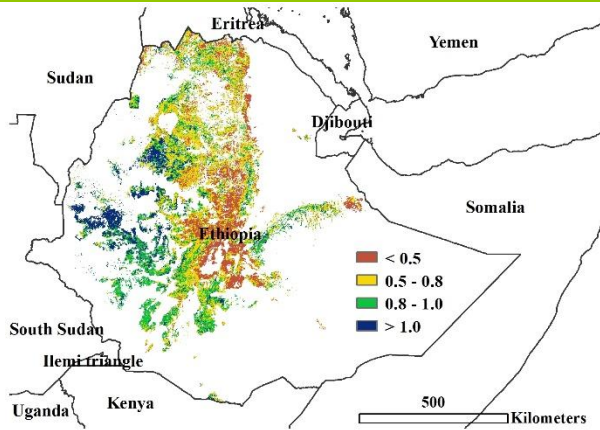 Eritrea
Yemen
Sudan
Djibouti
Somalia
Ethiopia
< 0.5
0.5 - 0.8
0.8 - 1.0
> 1.0
South Sudan
Ilemi triangle
Uganda
Kenya
500
Kilometers